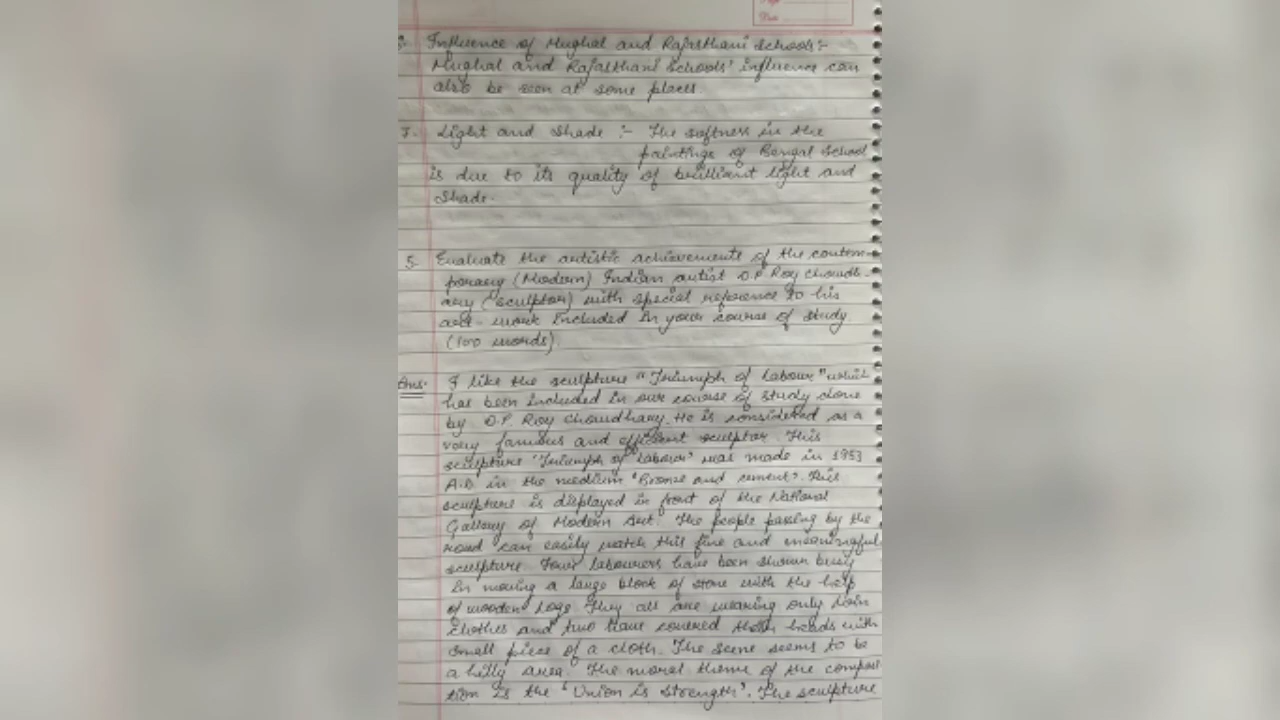 Influence of Mughal and Rajasthani Schools:-
Mughal and Rajasthani Schools' influence can
also be seen at some places.
7. Light and Shade :- The softness in the
paintings of Bengal School
is due to its quality of brilliant light and
Shade.
5. Evaluate the artistic achievements of the contem-
porary (Modern) Indian artist D.P. Roy Chowdh-
ary (sculptor) with special reference to his
art-work included in your course of study
(100 words).
Ans. I like the sculpture "Triumph of Labour" which
has been included in our course of study done
by D.P. Roy Chowdhary. He is considered as a
very famous and efficient sculptor. This
sculpture 'Triumph of Labour' was made in 1953
A.D. in the medium 'Bronze and cement'. This
sculpture is displayed in front of the National
Gallery of Modern Art. The people passing by the
road can easily watch this fine and meaningful
sculpture. Four labourers have been shown busy
in moving a large block of stone with the help
of wooden logs. They all are wearing only loin
clothes and two have covered their heads with
small piece of a cloth. The scene seems to be
a hilly area. The moral theme of the composi-
tion is the 'Union is Strength'. The sculpture